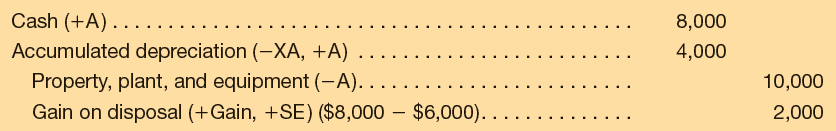 Cash (+A) . . . . . . . . . . . . . . . . . . . . . . . . . . . . . . . . . . . . . . . . . . . . . . . 8,000
Accumulated depreciation (−XA, +A) . . . . . . . . . . . . . . . . . . . . . . . . . 4,000
Property, plant, and equipment (−A). . . . . . . . . . . . . . . . . . . . . . . . . 10,000
Gain on disposal (+Gain, +SE) ($8,000 − $6,000). . . . . . . . . . . . . . 2,000